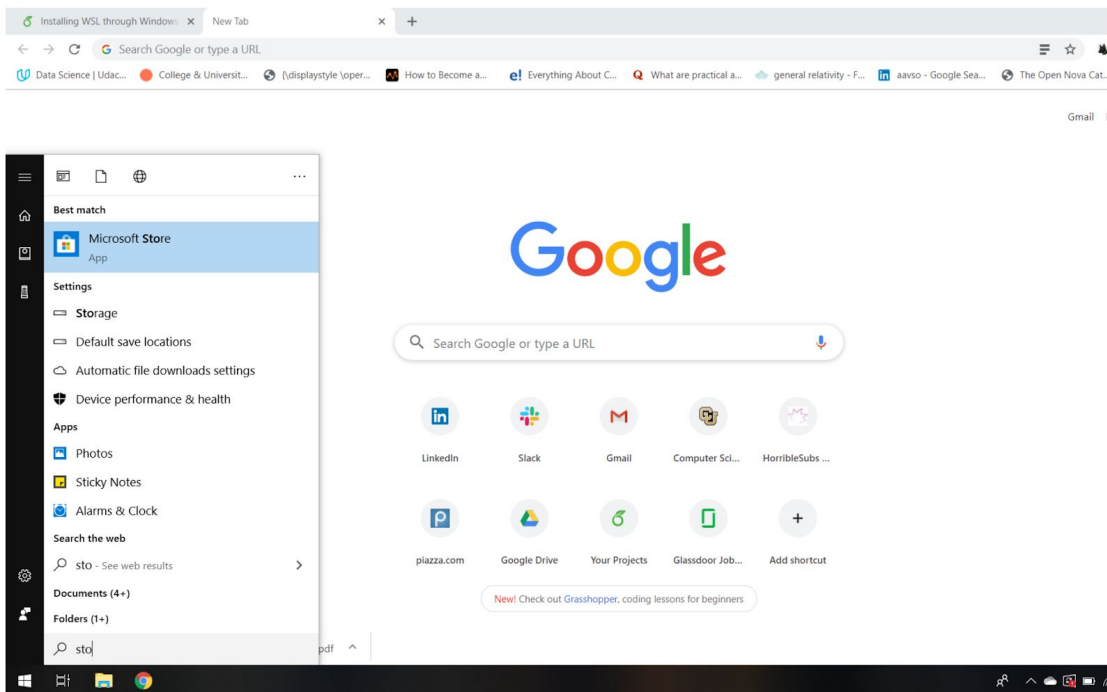 Installing WSL through Windows
New Tab
Search Google or type a URL
Data Science | Udac...
College & Universit...
{\displaystyle \oper...
How to Become a...
Everything About C...
What are practical a...
general relativity - F...
aavso - Google Sea...
The Open Nova Cat...
Gmail
Best match
Microsoft Store
App
Settings
Storage
Default save locations
Automatic file downloads settings
Device performance & health
Apps
Photos
Sticky Notes
Alarms & Clock
Search the web
sto - See web results
Documents (4+)
Folders (1+)
sto
pdf
Google
Search Google or type a URL
LinkedIn
Slack
Gmail
Computer Sci...
HorribleSubs ...
piazza.com
Google Drive
Your Projects
Glassdoor Job...
Add shortcut
New! Check out Grasshopper, coding lessons for beginners